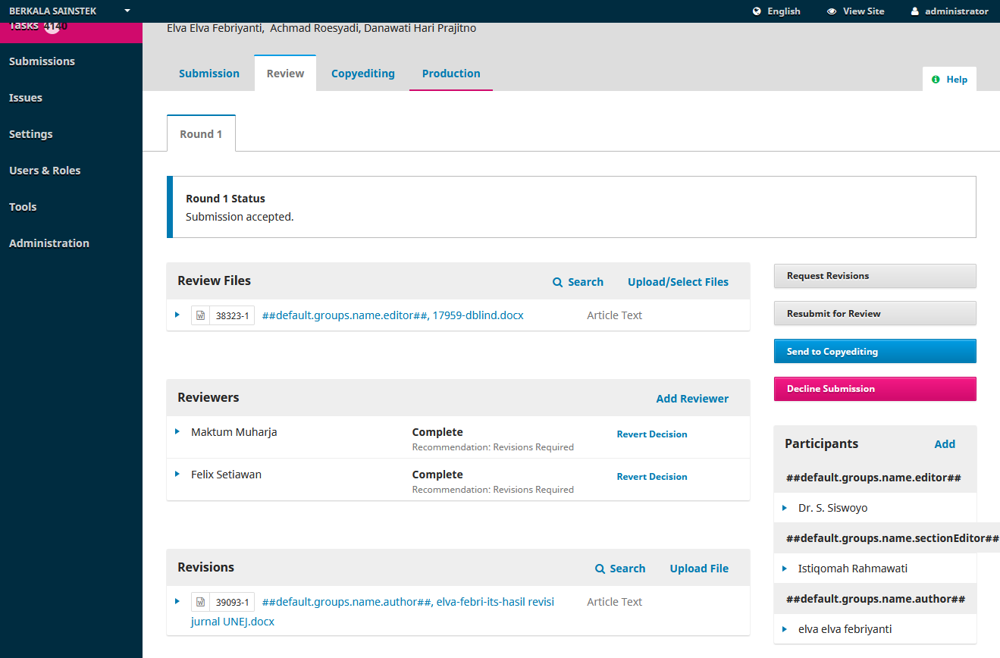 BERKALA SAINSTEK
English
View Site
administrator
Tasks 4140
Submissions
Issues
Settings
Users & Roles
Tools
Administration
Elva Elva Febriyanti, Achmad Roesyadi, Danawati Hari Prajitno
Submission
Review
Copyediting
Production
Help
Round 1
Round 1 Status
Submission accepted.
Review Files
Search
Upload/Select Files
38323-1
##default.groups.name.editor##, 17959-dblind.docx
Article Text
Reviewers
Add Reviewer
Maktum Muharja
Complete
Recommendation: Revisions Required
Revert Decision
Felix Setiawan
Complete
Recommendation: Revisions Required
Revert Decision
Revisions
Search
Upload File
39093-1
##default.groups.name.author##, elva-febri-its-hasil revisi
jurnal UNEJ.docx
Article Text
Request Revisions
Resubmit for Review
Send to Copyediting
Decline Submission
Participants
Add
##default.groups.name.editor##
Dr. S. Siswoyo
##default.groups.name.sectionEditor##
Istiqomah Rahmawati
##default.groups.name.author##
elva elva febriyanti